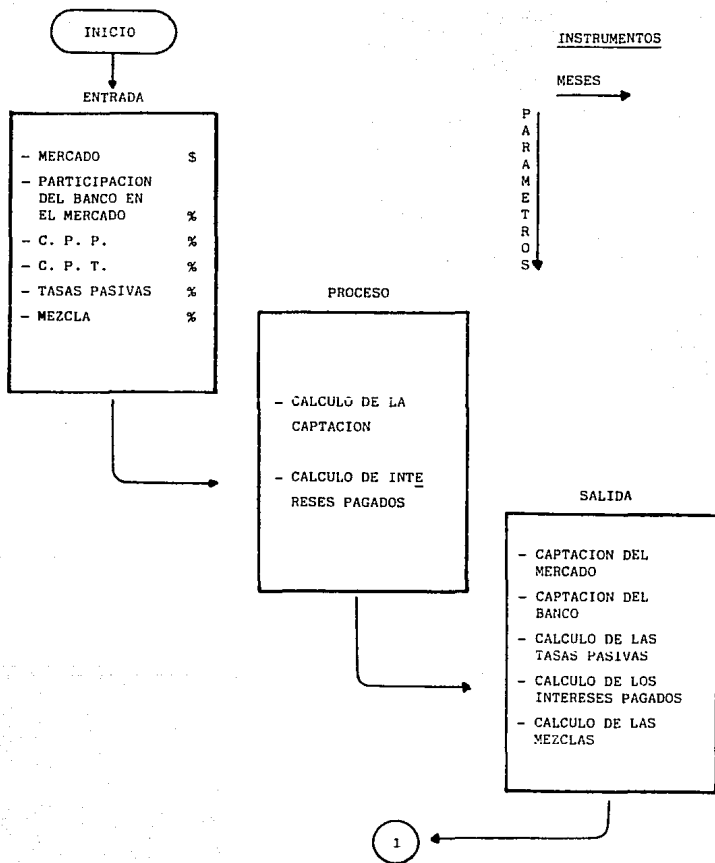 INICIO
INSTRUMENTOS
MESES
PARAMETROS
ENTRADA
- MERCADO $
- PARTICIPACION
DEL BANCO EN
EL MERCADO %
- C. P. P. %
- C. P. T. %
- TASAS PASIVAS %
- MEZCLA %
PROCESO
- CALCULO DE LA
CAPTACION
- CALCULO DE INTE
RESES PAGADOS
SALIDA
- CAPTACION DEL
MERCADO
- CAPTACION DEL
BANCO
- CALCULO DE LAS
TASAS PASIVAS
- CALCULO DE LOS
INTERESES PAGADOS
- CALCULO DE LAS
MEZCLAS
1